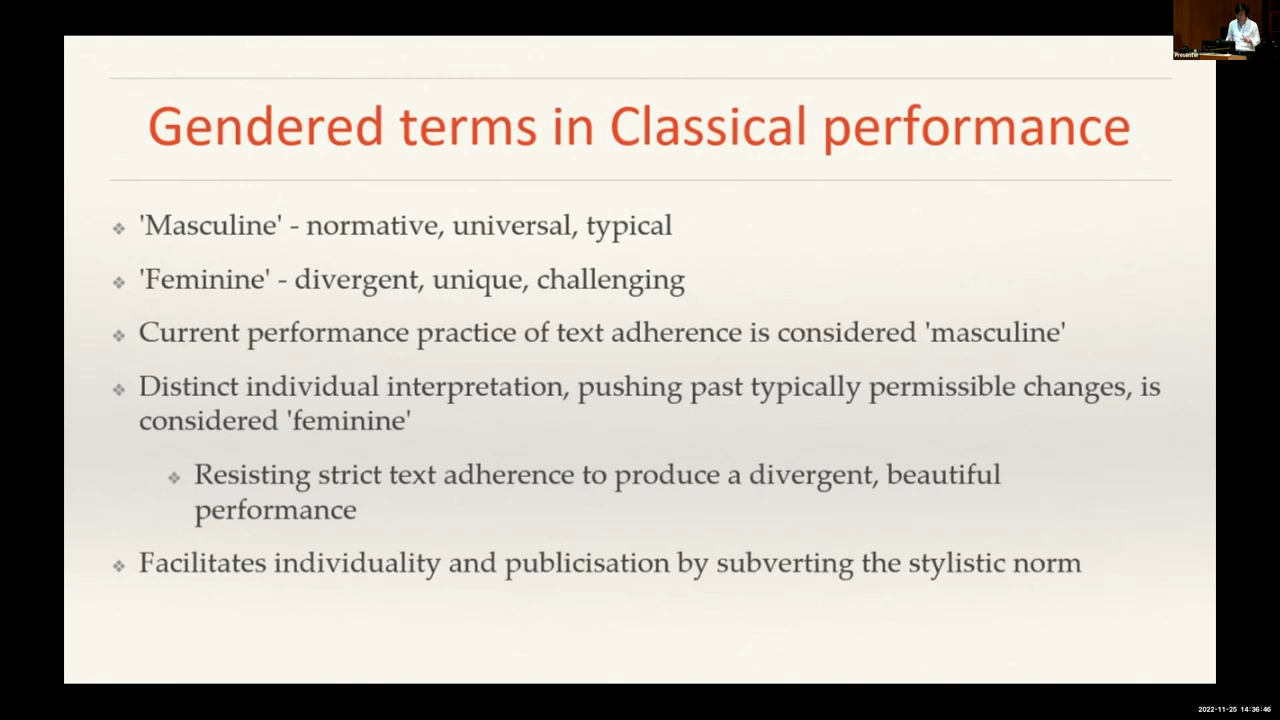 Presenter
Gendered terms in Classical performance
❖ 'Masculine' - normative, universal, typical
❖ 'Feminine' - divergent, unique, challenging
❖ Current performance practice of text adherence is considered 'masculine'
❖ Distinct individual interpretation, pushing past typically permissible changes, is
considered 'feminine'
❖ Resisting strict text adherence to produce a divergent, beautiful
performance
❖ Facilitates individuality and publicisation by subverting the stylistic norm
2022-11-25 14:36:46